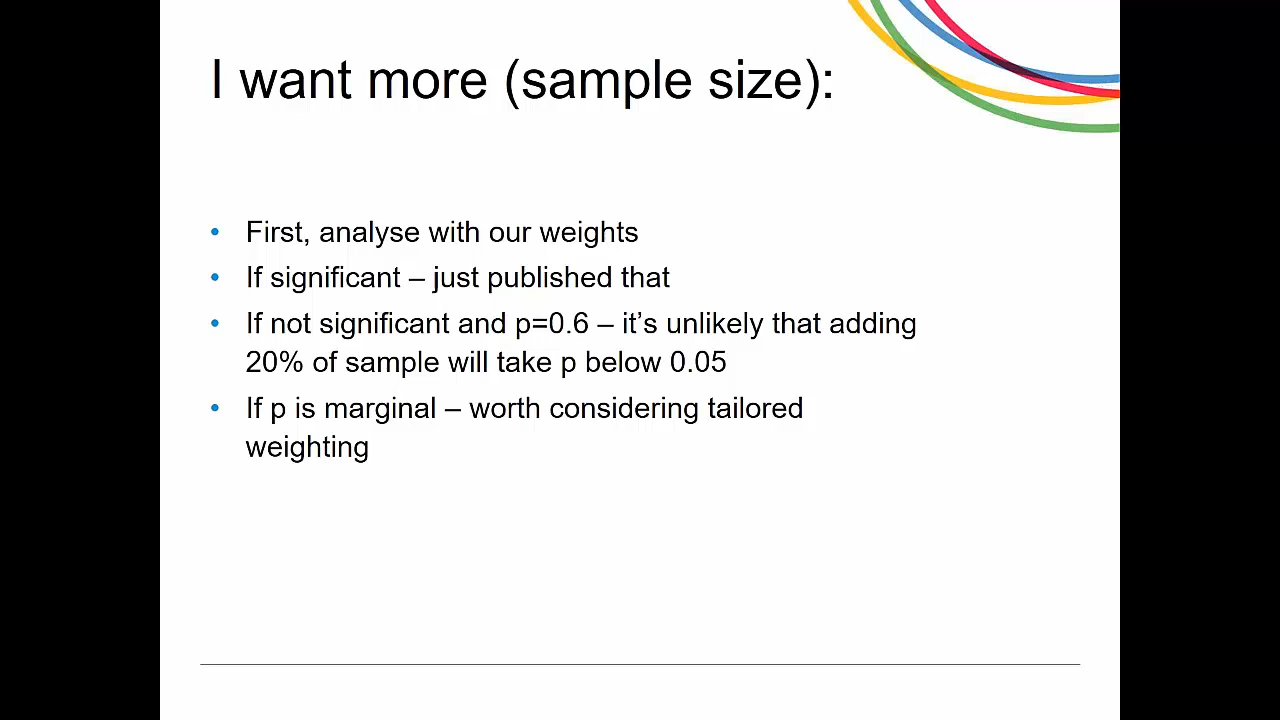 I want more (sample size):
• First, analyse with our weights
• If significant – just published that
• If not significant and p=0.6 – it’s unlikely that adding
20% of sample will take p below 0.05
• If p is marginal – worth considering tailored
weighting